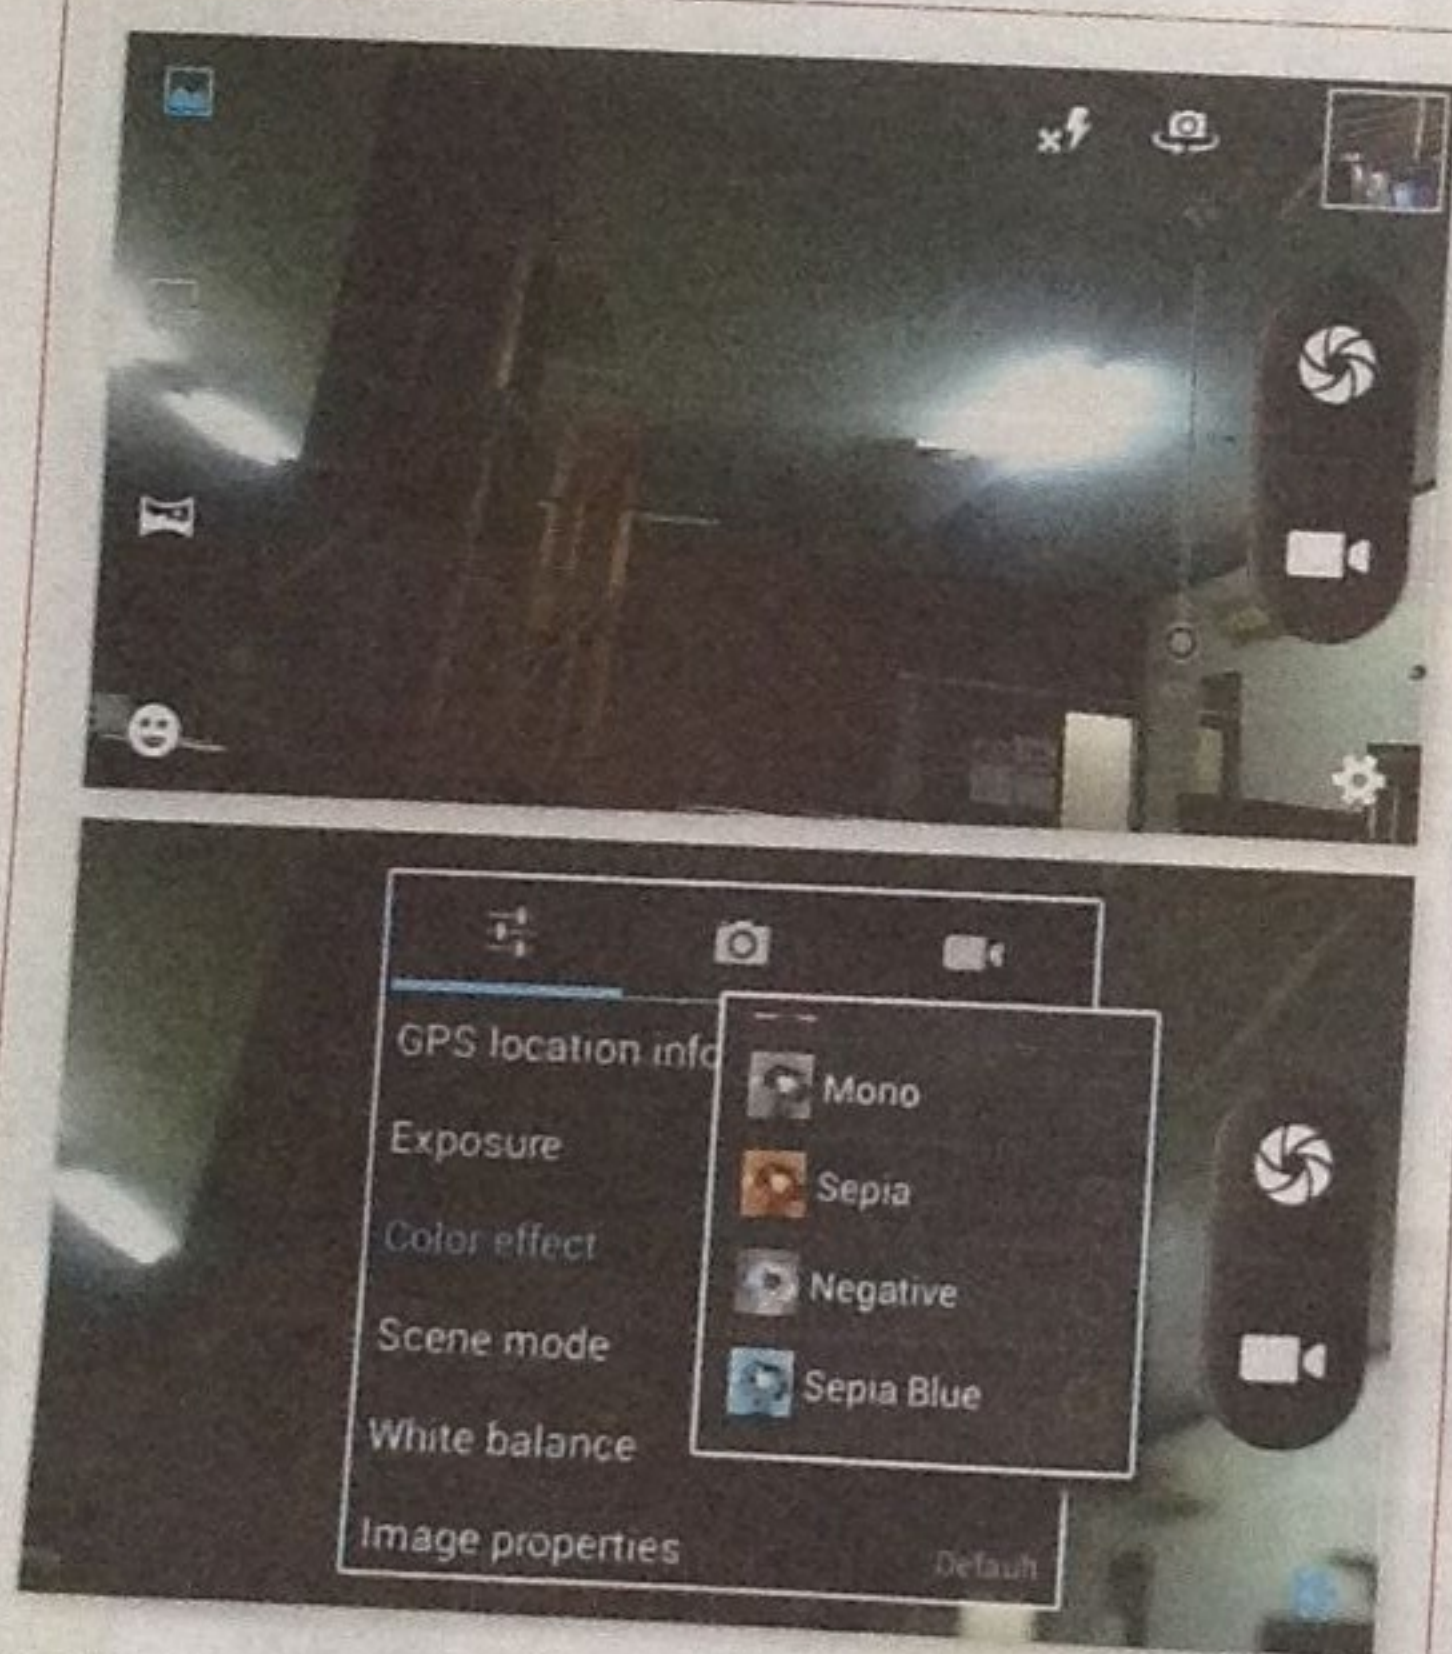 GPS location info
Mono
Exposure
Sepia
Color effect
Negative
Scene mode
Sepia Blue
White balance
Image properties
Default